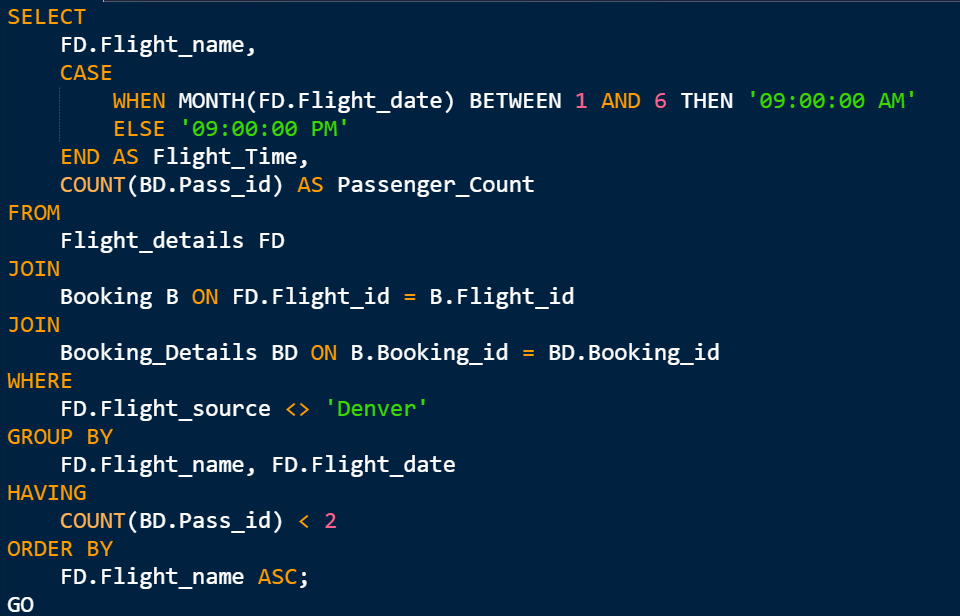 SELECT
    FD.Flight_name,
    CASE
        WHEN MONTH(FD.Flight_date) BETWEEN 1 AND 6 THEN '09:00:00 AM'
        ELSE '09:00:00 PM'
    END AS Flight_Time,
    COUNT(BD.Pass_id) AS Passenger_Count
FROM
    Flight_details FD
JOIN
    Booking B ON FD.Flight_id = B.Flight_id
JOIN
    Booking_Details BD ON B.Booking_id = BD.Booking_id
WHERE
    FD.Flight_source <> 'Denver'
GROUP BY
    FD.Flight_name, FD.Flight_date
HAVING
    COUNT(BD.Pass_id) < 2
ORDER BY
    FD.Flight_name ASC;
GO